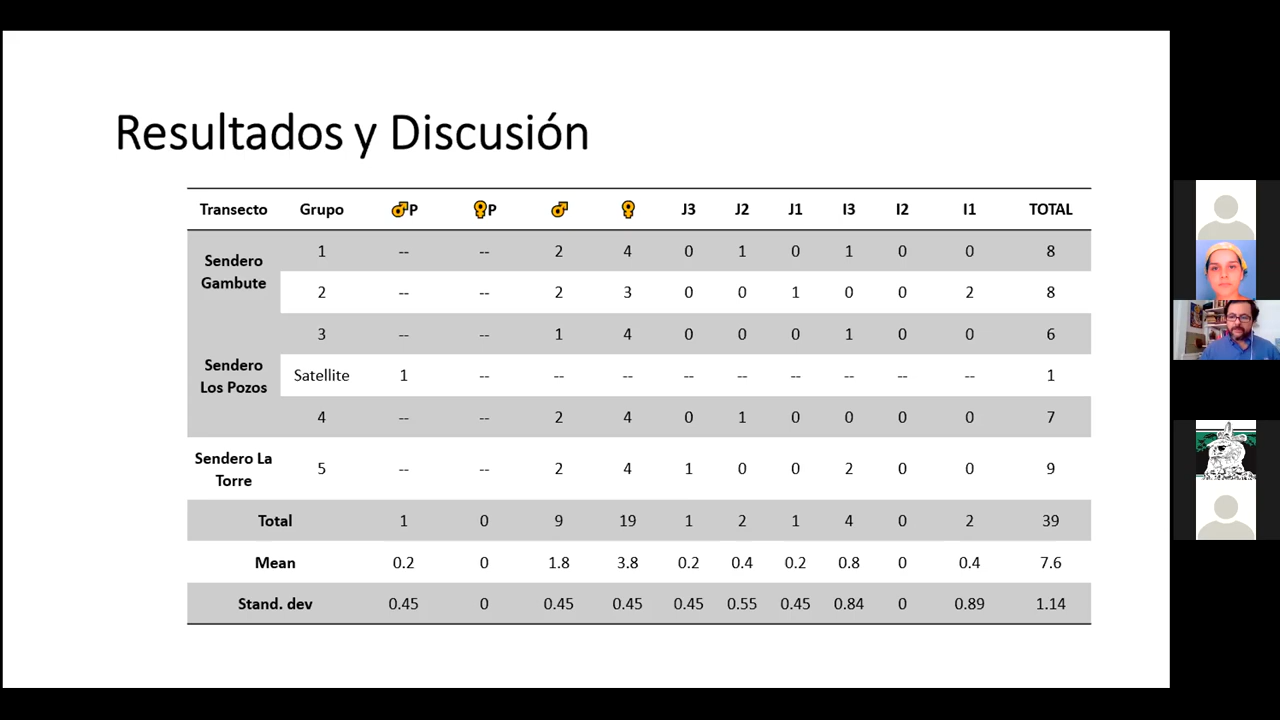 Resultados y Discusión
Transecto Grupo ♂P ♀P ♂ ♀ J3 J2 J1 I3 I2 I1 TOTAL
Sendero Gambute 1 -- -- 2 4 0 1 0 1 0 0 8
2 -- -- 2 3 0 0 1 0 0 2 8
Sendero Los Pozos 3 -- -- 1 4 0 0 0 1 0 0 6
Satellite 1 -- -- -- -- -- -- -- -- -- 1
4 -- -- 2 4 0 1 0 0 0 0 7
Sendero La Torre 5 -- -- 2 4 1 0 0 2 0 0 9
Total 1 0 9 19 1 2 1 4 0 2 39
Mean 0.2 0 1.8 3.8 0.2 0.4 0.2 0.8 0 0.4 7.6
Stand. dev 0.45 0 0.45 0.45 0.45 0.55 0.45 0.84 0 0.89 1.14